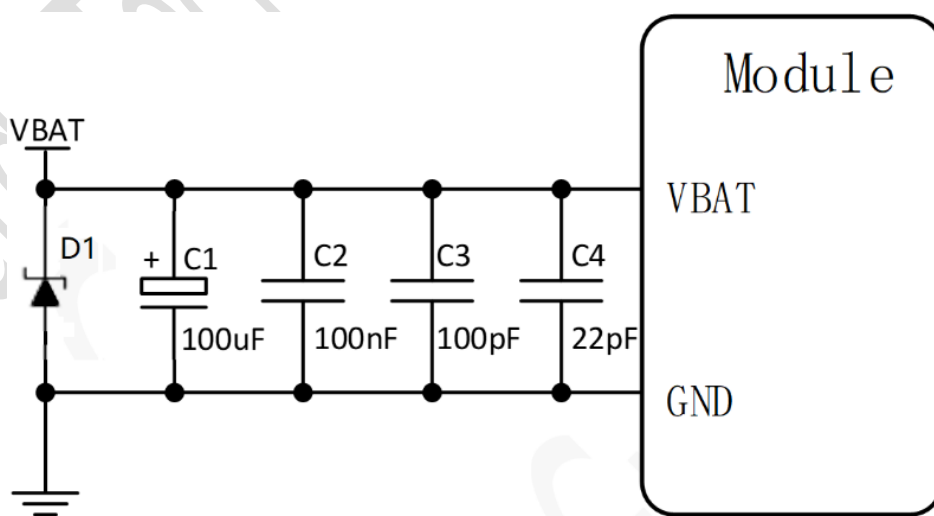 Module
VBAT
VBAT
D1
+ C1
C2
C3
C4
100uF
100nF
100pF
22pF
GND